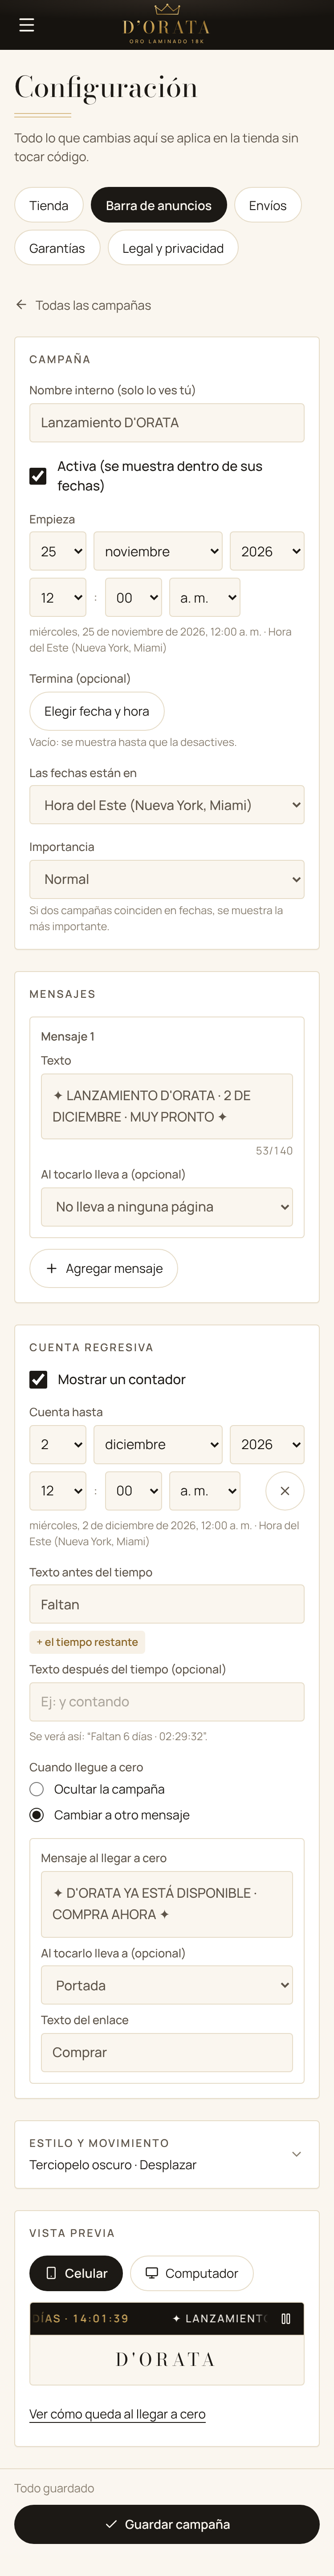 D'ORATA
ORO LAMINADO 18K
Configuración
Todo lo que cambias aquí se aplica en la tienda sin
tocar código.
Tienda
Barra de anuncios
Envíos
Garantías
Legal y privacidad
← Todas las campañas
CAMPAÑA
Nombre interno (solo lo ves tú)
Lanzamiento D'ORATA
Activa (se muestra dentro de sus
fechas)
Empieza
25 noviembre 2026
12 : 00 a. m.
miércoles, 25 de noviembre de 2026, 12:00 a. m. · Hora
del Este (Nueva York, Miami)
Termina (opcional)
Elegir fecha y hora
Vacío: se muestra hasta que la desactives.
Las fechas están en
Hora del Este (Nueva York, Miami)
Importancia
Normal
Si dos campañas coinciden en fechas, se muestra la
más importante.
MENSAJES
Mensaje 1
Texto
✦ LANZAMIENTO D'ORATA · 2 DE
DICIEMBRE · MUY PRONTO ✦
53/140
Al tocarlo lleva a (opcional)
No lleva a ninguna página
+ Agregar mensaje
CUENTA REGRESIVA
Mostrar un contador
Cuenta hasta
2 diciembre 2026
12 : 00 a. m.
miércoles, 2 de diciembre de 2026, 12:00 a. m. · Hora del
Este (Nueva York, Miami)
Texto antes del tiempo
Faltan
+ el tiempo restante
Texto después del tiempo (opcional)
Ej: y contando
Se verá así: “Faltan 6 días · 02:29:32”.
Cuando llegue a cero
Ocultar la campaña
Cambiar a otro mensaje
Mensaje al llegar a cero
✦ D'ORATA YA ESTÁ DISPONIBLE ·
COMPRA AHORA ✦
Al tocarlo lleva a (opcional)
Portada
Texto del enlace
Comprar
ESTILO Y MOVIMIENTO
Terciopelo oscuro · Desplazar
VISTA PREVIA
Celular
Computador
DÍAS · 14:01:39 ✦ LANZAMIENTO
D'ORATA
Ver cómo queda al llegar a cero
Todo guardado
Guardar campaña